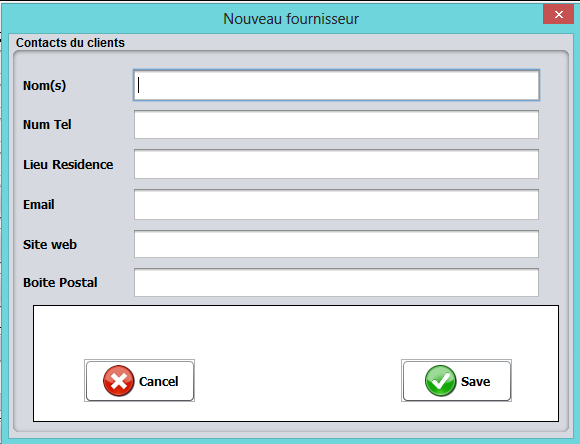 Nouveau fournisseur
Contacts du clients
Nom(s)
Num Tel
Lieu Residence
Email
Site web
Boite Postal
Cancel Save